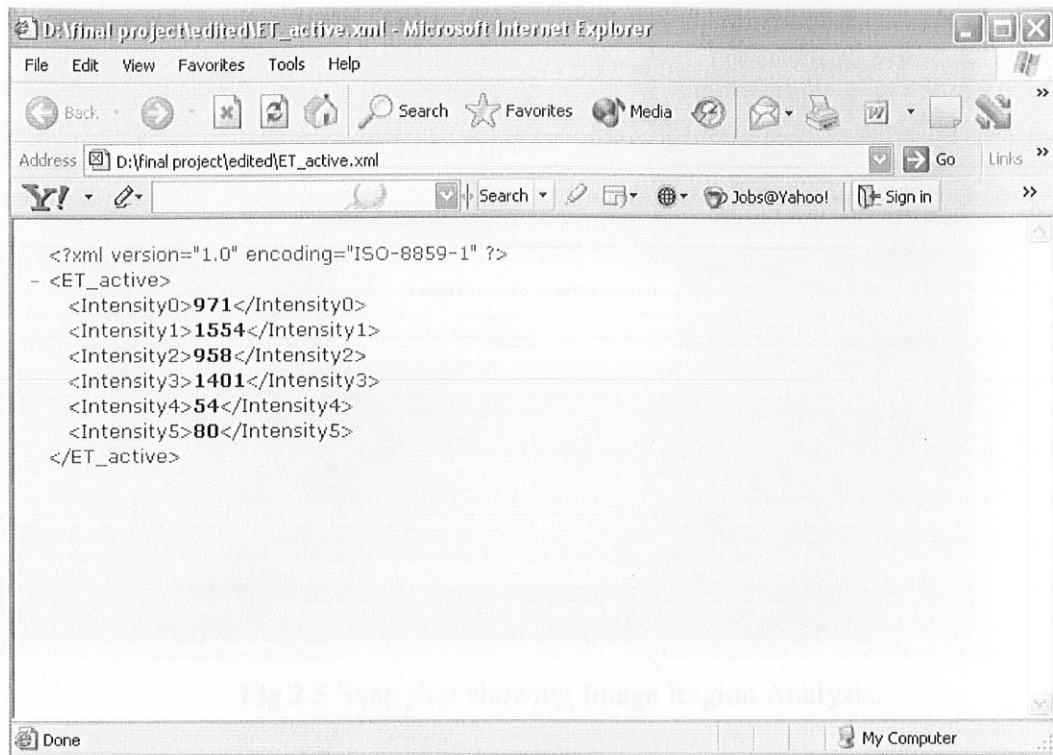 D:\final project\edited\ET_active.xml - Microsoft Internet Explorer
File Edit View Favorites Tools Help
Back Search Favorites Media »
Address D:\final project\edited\ET_active.xml Go Links »
Y! Search Jobs@Yahoo! Sign in »
<?xml version="1.0" encoding="ISO-8859-1" ?>
- <ET_active>
<Intensity0>971</Intensity0>
<Intensity1>1554</Intensity1>
<Intensity2>958</Intensity2>
<Intensity3>1401</Intensity3>
<Intensity4>54</Intensity4>
<Intensity5>80</Intensity5>
</ET_active>
Fig 2.5 Snap shot showing Image Region Analysis.
Done My Computer